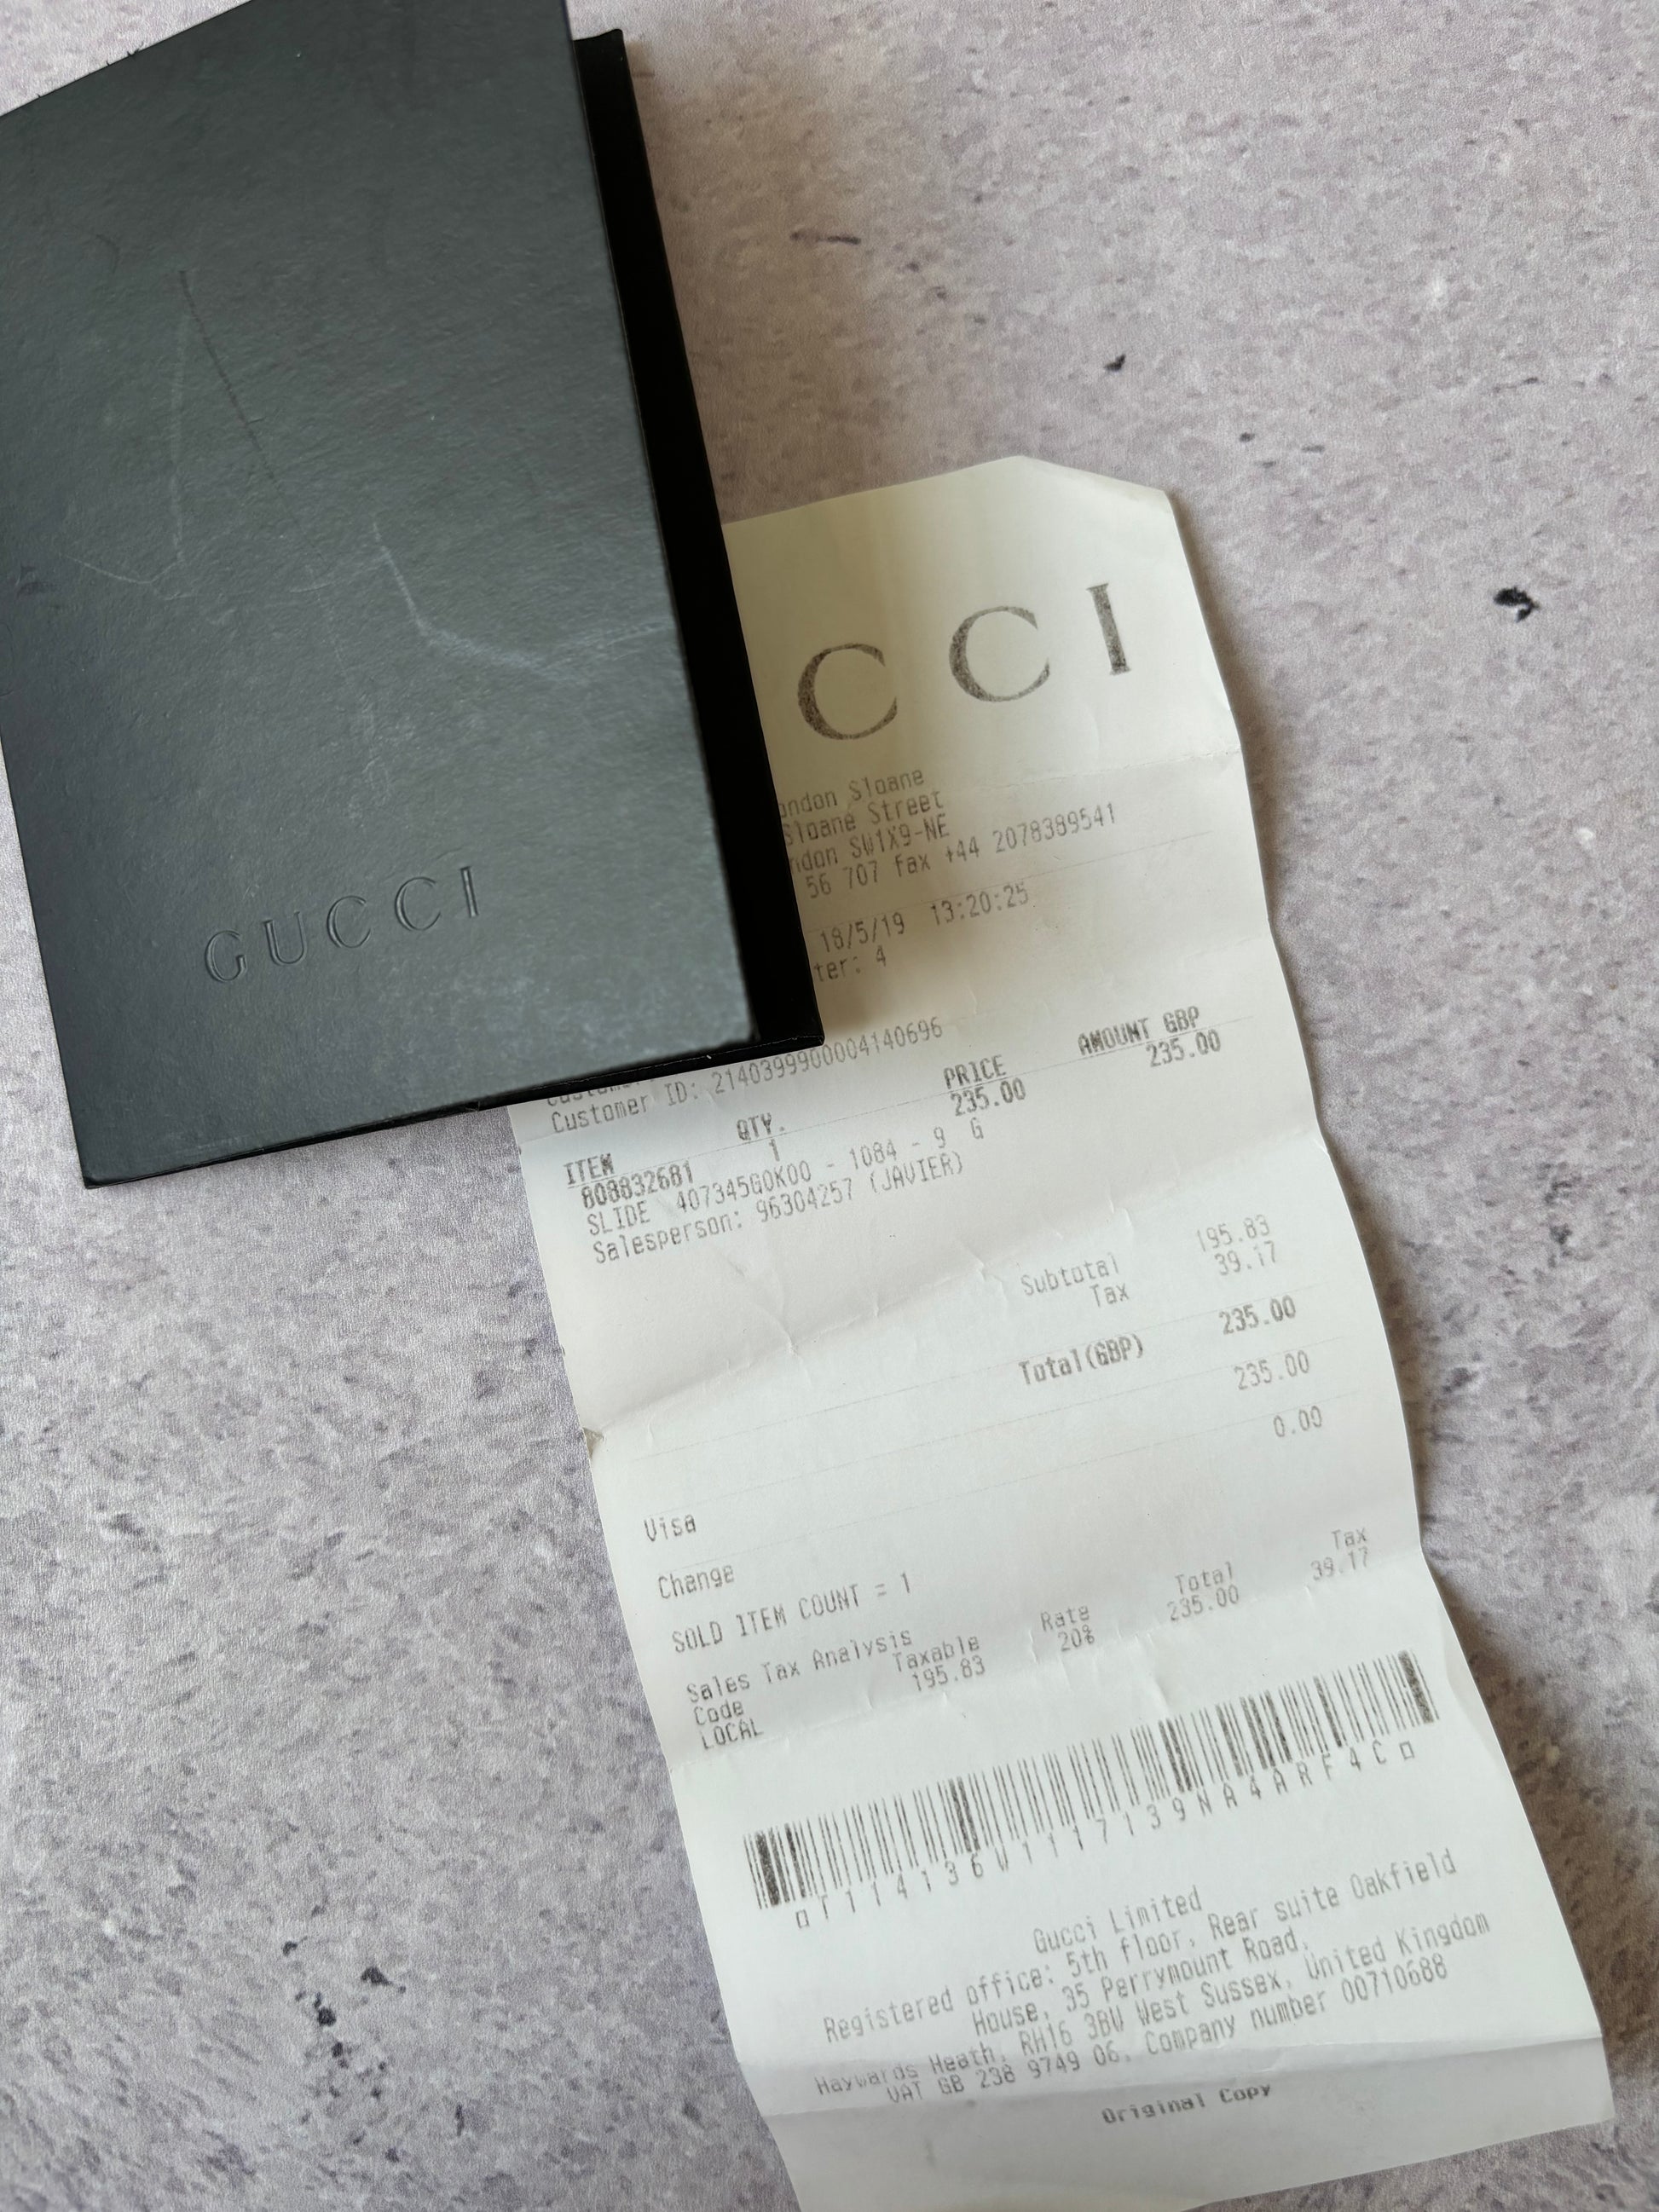 GUCCI
CCI
ondon Sloane
Sloane Street
ndon SW1X9-NE
56 707 fax +44 2078389541
18/5/19 13:20:25
ter: 4
Customer ID: 2140399900004140696
ITEM QTY. PRICE AMOUNT GBP
808832681 1 235.00 235.00
SLIDE 407345G0K00 - 1084 - 9 G
Salesperson: 96304257 (JAVIER)
Subtotal 195.83
Tax 39.17
Total(GBP) 235.00
Visa 235.00
Change 0.00
SOLD ITEM COUNT = 1
Sales Tax Analysis
Code Taxable Rate Total Tax
LOCAL 195.83 20% 235.00 39.17
Gucci Limited
Registered office: 5th floor, Rear suite Oakfield
House, 35 Perrymount Road,
Haywards Heath, RH16 3BW West Sussex, United Kingdom
VAT GB 238 9749 06, Company number 00710688
Original Copy